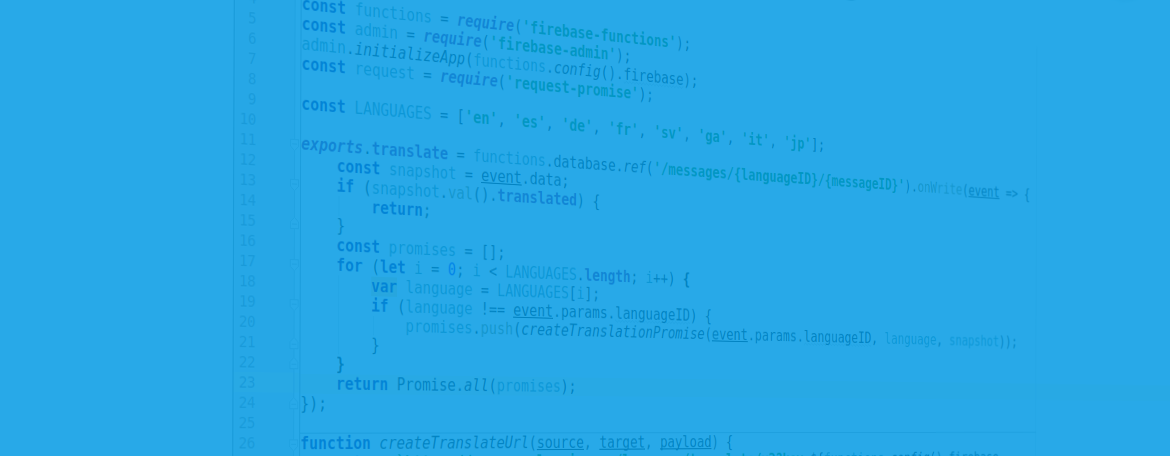 5 const functions = require('firebase-functions');
6 const admin = require('firebase-admin');
7 admin.initializeApp(functions.config().firebase);
8 const request = require('request-promise');
9
10 const LANGUAGES = ['en', 'es', 'de', 'fr', 'sv', 'ga', 'it', 'jp'];
11
12 exports.translate = functions.database.ref('/messages/{languageID}/{messageID}').onWrite(event => {
13 const snapshot = event.data;
14 if (snapshot.val().translated) {
15 return;
16 }
17 const promises = [];
18 for (let i = 0; i < LANGUAGES.length; i++) {
19 var language = LANGUAGES[i];
20 if (language !== event.params.languageID) {
21 promises.push(createTranslationPromise(event.params.languageID, language, snapshot));
22 }
23 }
24 return Promise.all(promises);
25 });
26
function createTranslateUrl(source, target, payload) {